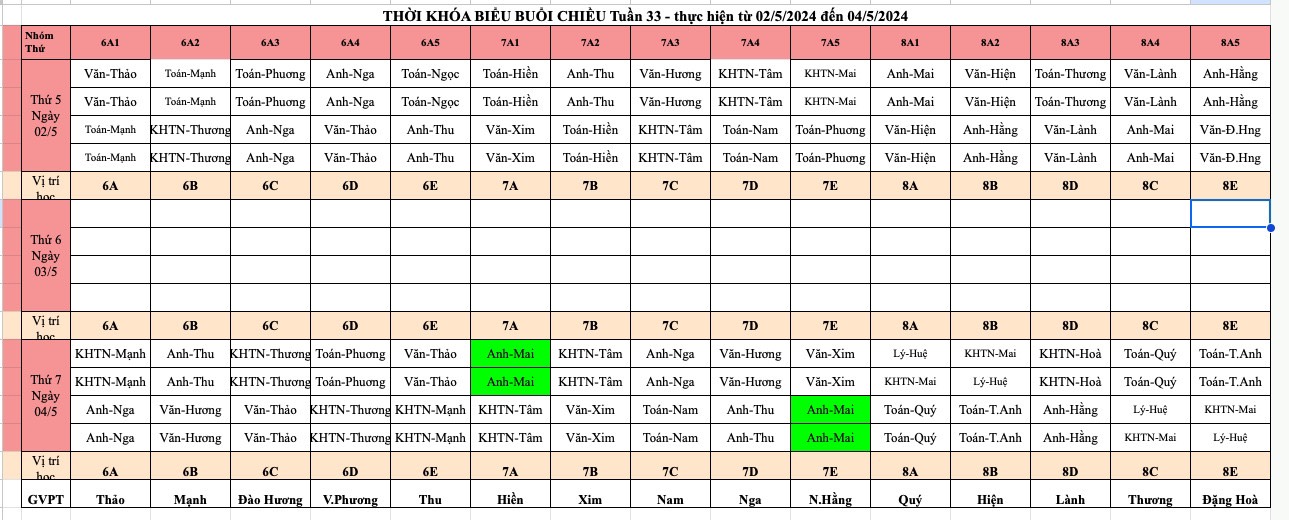 THỜI KHÓA BIỂU BUỔI CHIỀU Tuần 33 - thực hiện từ 02/5/2024 đến 04/5/2024
Nhóm Thứ 6A1 6A2 6A3 6A4 6A5 7A1 7A2 7A3 7A4 7A5 8A1 8A2 8A3 8A4 8A5
Thứ 5 Ngày 02/5
Văn-Thảo Toán-Mạnh Toán-Phương Anh-Nga Toán-Ngọc Toán-Hiền Anh-Thu Văn-Hương KHTN-Tâm KHTN-Mai Anh-Mai Văn-Hiện Toán-Thương Văn-Lành Anh-Hằng
Văn-Thảo Toán-Mạnh Toán-Phương Anh-Nga Toán-Ngọc Toán-Hiền Anh-Thu Văn-Hương KHTN-Tâm KHTN-Mai Anh-Mai Văn-Hiện Toán-Thương Văn-Lành Anh-Hằng
Toán-Mạnh KHTN-Thương Anh-Nga Văn-Thảo Anh-Thu Văn-Xim Toán-Hiền KHTN-Tâm Toán-Nam Toán-Phuong Văn-Hiện Anh-Hằng Văn-Lành Anh-Mai Văn-Đ.Hng
Toán-Mạnh KHTN-Thương Anh-Nga Văn-Thảo Anh-Thu Văn-Xim Toán-Hiền KHTN-Tâm Toán-Nam Toán-Phuong Văn-Hiện Anh-Hằng Văn-Lành Anh-Mai Văn-Đ.Hng
Vị trí học 6A 6B 6C 6D 6E 7A 7B 7C 7D 7E 8A 8B 8D 8C 8E
Thứ 6 Ngày 03/5
Vị trí học 6A 6B 6C 6D 6E 7A 7B 7C 7D 7E 8A 8B 8D 8C 8E
Thứ 7 Ngày 04/5
KHTN-Mạnh Anh-Thu KHTN-Thương Toán-Phuong Văn-Thảo Anh-Mai KHTN-Tâm Anh-Nga Văn-Hương Văn-Xim Lý-Huệ KHTN-Mai KHTN-Hoà Toán-Quý Toán-T.Anh
KHTN-Mạnh Anh-Thu KHTN-Thương Toán-Phuong Văn-Thảo Anh-Mai KHTN-Tâm Anh-Nga Văn-Hương Văn-Xim KHTN-Mai Lý-Huệ KHTN-Hoà Toán-Quý Toán-T.Anh
Anh-Nga Văn-Hương Văn-Thảo KHTN-Thương KHTN-Mạnh KHTN-Tâm Văn-Xim Toán-Nam Anh-Thu Anh-Mai Toán-Quý Toán-T.Anh Anh-Hằng Lý-Huệ KHTN-Mai
Anh-Nga Văn-Hương Văn-Thảo KHTN-Thương KHTN-Mạnh KHTN-Tâm Văn-Xim Toán-Nam Anh-Thu Anh-Mai Toán-Quý Toán-T.Anh Anh-Hằng KHTN-Mai Lý-Huệ
Vị trí học 6A 6B 6C 6D 6E 7A 7B 7C 7D 7E 8A 8B 8D 8C 8E
GVPT Thảo Mạnh Đào Hương V.Phương Thu Hiền Xim Nam Nga N.Hằng Quý Hiện Lành Thương Đặng Hoà